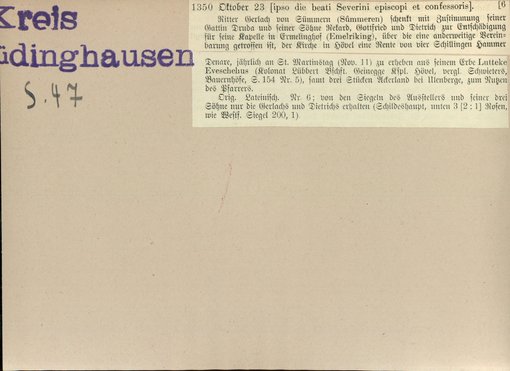 Kreis
üdinghausen
S. 47
1350 Oktober 23 [ipso die beati Severini episcopi et confessoris]. [6
Ritter Gerlach von Sümmern (Sümmeren) schenkt mit Zustimmung seiner
Gattin Druda und seiner Söhne Rekard, Gottfried und Dietrich zur Entschädigung
für seine Kapelle in Ermelinghof (Emelriking), über die eine anderweitige Verein-
barung getroffen ist, der Kirche in Hövel eine Rente von vier Schillingen Hammer
Denare, jährlich an St. Martinstag (Nov. 11) zu erheben aus seinem Erbe Lutteke
Eveschelus (Kolonat Lübbert Bschft. Geinegge Kspl. Hövel, vergl. Schwieters,
Bauernhöfe, S. 154 Nr. 5), samt drei Stücken Ackerland bei Ulenberge, zum Nutzen
des Pfarrers.
Orig. Lateinisch. Nr. 6; von den Siegeln des Ausstellers und seiner drei
Söhne nur die Gerlachs und Dietrichs erhalten (Schildeshaupt, unten 3 [2 : 1] Rosen,
wie Westf. Siegel 200, 1)